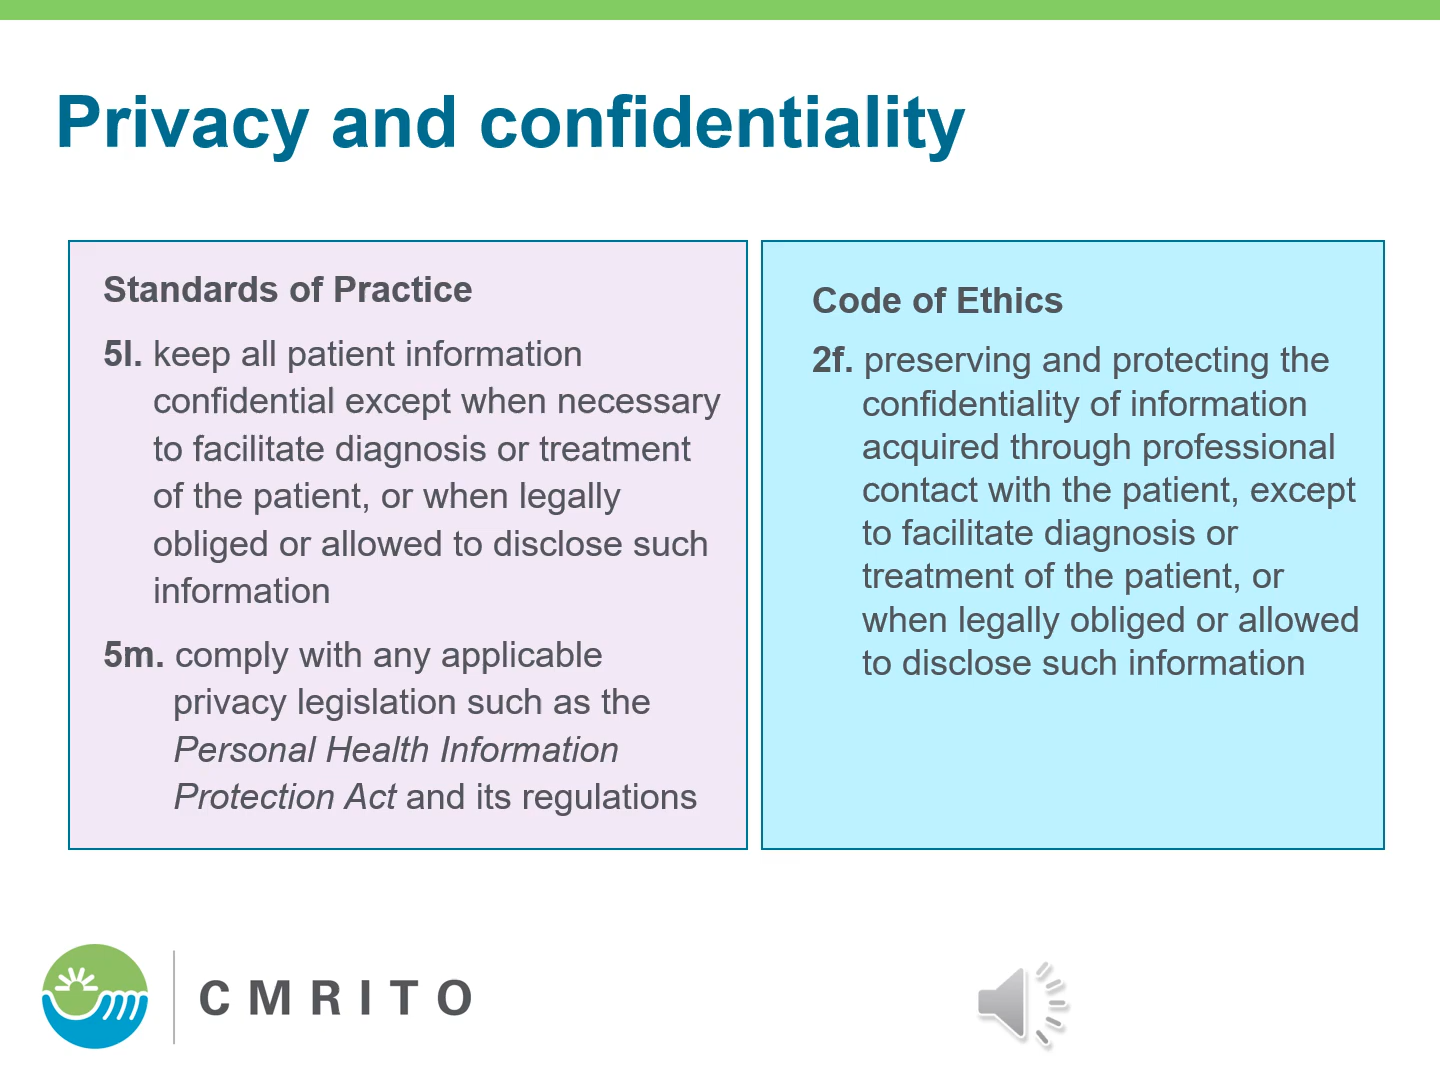 Privacy and confidentiality
Standards of Practice
5l. keep all patient information
confidential except when necessary
to facilitate diagnosis or treatment
of the patient, or when legally
obliged or allowed to disclose such
information
5m. comply with any applicable
privacy legislation such as the
Personal Health Information
Protection Act and its regulations
Code of Ethics
2f. preserving and protecting the
confidentiality of information
acquired through professional
contact with the patient, except
to facilitate diagnosis or
treatment of the patient, or
when legally obliged or allowed
to disclose such information
CMRITO